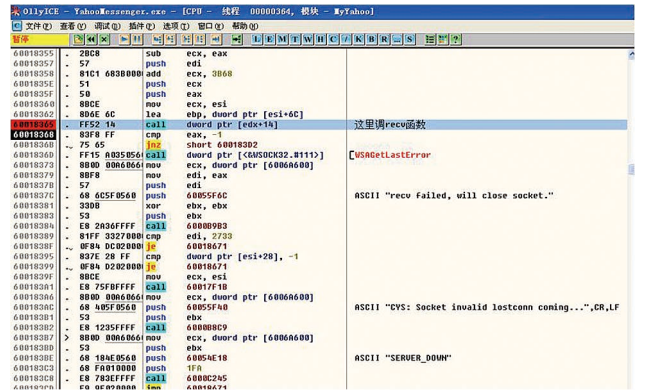 OllyICE - YahooMessenger.exe - [CPU - 线程 00000364, 模块 - MyYahoo]
C 文件(F) 查看(V) 调试(D) 插件(P) 选项(T) 窗口(W) 帮助(H)
暂停 L E M T W H C / K B R ... S ?
60018355 . 2BC8 sub ecx, eax
60018357 . 57 push edi
60018358 . 81C1 683B0000 add ecx, 3B68
6001835E . 51 push ecx
6001835F . 50 push eax
60018360 . 8BCE mov ecx, esi
60018362 . 8D6E 6C lea ebp, dword ptr [esi+6C]
60018365 . FF52 14 call dword ptr [edx+14] 这里调recv函数
60018368 . 83F8 FF cmp eax, -1
6001836B . 75 65 jnz short 600183D2
6001836D . FF15 A0350560 call dword ptr [<&WSOCK32.#111>] [WSAGetLastError
60018373 . 8B0D 00A60660 mov ecx, dword ptr [6006A600]
60018379 . 8BF8 mov edi, eax
6001837B . 57 push edi
6001837C . 68 6C5F0560 push 60055F6C ASCII "recv failed, will close socket."
60018381 . 33DB xor ebx, ebx
60018383 . 53 push ebx
60018384 . E8 2A36FFFF call 6000B9B3
60018389 . 81FF 33270000 cmp edi, 2733
6001838F . 0F84 DC020000 je 60018671
60018395 . 837E 28 FF cmp dword ptr [esi+28], -1
60018399 . 0F84 D2020000 je 60018671
6001839F . 8BCE mov ecx, esi
600183A1 . E8 75FBFFFF call 60017F1B
600183A6 . 8B0D 00A60660 mov ecx, dword ptr [6006A600]
600183AC . 68 405F0560 push 60055F40 ASCII "CYS: Socket invalid lostconn coming...",CR,LF
600183B1 . 53 push ebx
600183B2 . E8 1235FFFF call 6000B8C9
600183B7 > 8B0D 00A60660 mov ecx, dword ptr [6006A600]
600183BD . 53 push ebx
600183BE . 68 184E0560 push 60054E18 ASCII "SERVER_DOWN"
600183C3 . 68 FA010000 push 1FA
600183C8 . E8 783EFFFF call 6000C245
600183CD . E9 9F020000 jmp 60018671